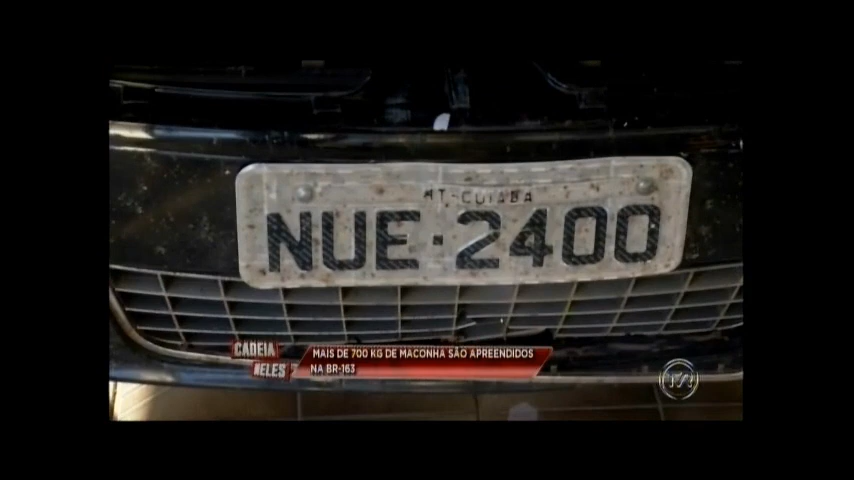 MT-CUIABA
NUE·2400
CADEIA
NELES
MAIS DE 700 KG DE MACONHA SÃO APREENDIDOS
NA BR-163